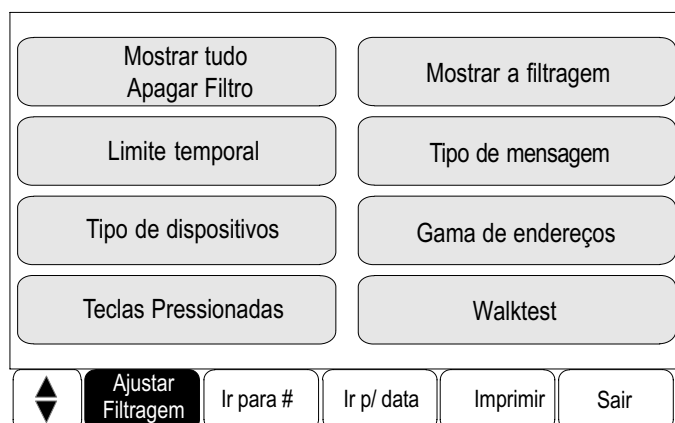 Mostrar tudo
Apagar Filtro
Mostrar a filtragem
Limite temporal
Tipo de mensagem
Tipo de dispositivos
Gama de endereços
Teclas Pressionadas
Walktest
Ajustar
Filtragem
Ir para #
Ir p/ data
Imprimir
Sair